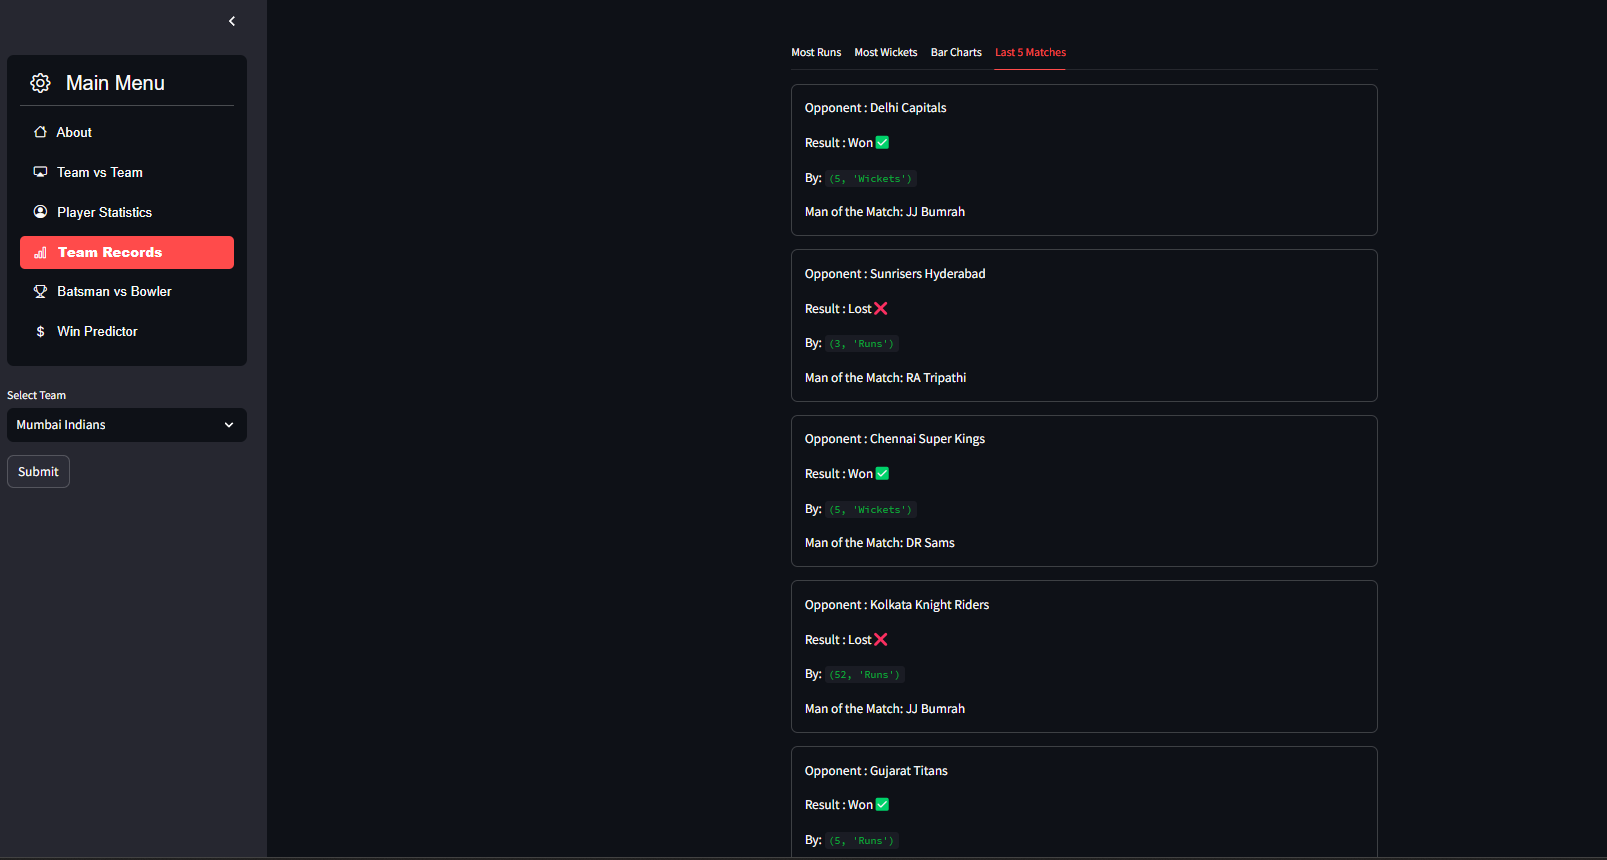 Main Menu
About
Team vs Team
Player Statistics
Team Records
Batsman vs Bowler
$ Win Predictor
Select Team
Mumbai Indians
Submit
Most Runs Most Wickets Bar Charts Last 5 Matches
Opponent : Delhi Capitals
Result : Won ✅
By: (5, 'Wickets')
Man of the Match: JJ Bumrah
Opponent : Sunrisers Hyderabad
Result : Lost ❌
By: (3, 'Runs')
Man of the Match: RA Tripathi
Opponent : Chennai Super Kings
Result : Won ✅
By: (5, 'Wickets')
Man of the Match: DR Sams
Opponent : Kolkata Knight Riders
Result : Lost ❌
By: (52, 'Runs')
Man of the Match: JJ Bumrah
Opponent : Gujarat Titans
Result : Won ✅
By: (5, 'Runs')